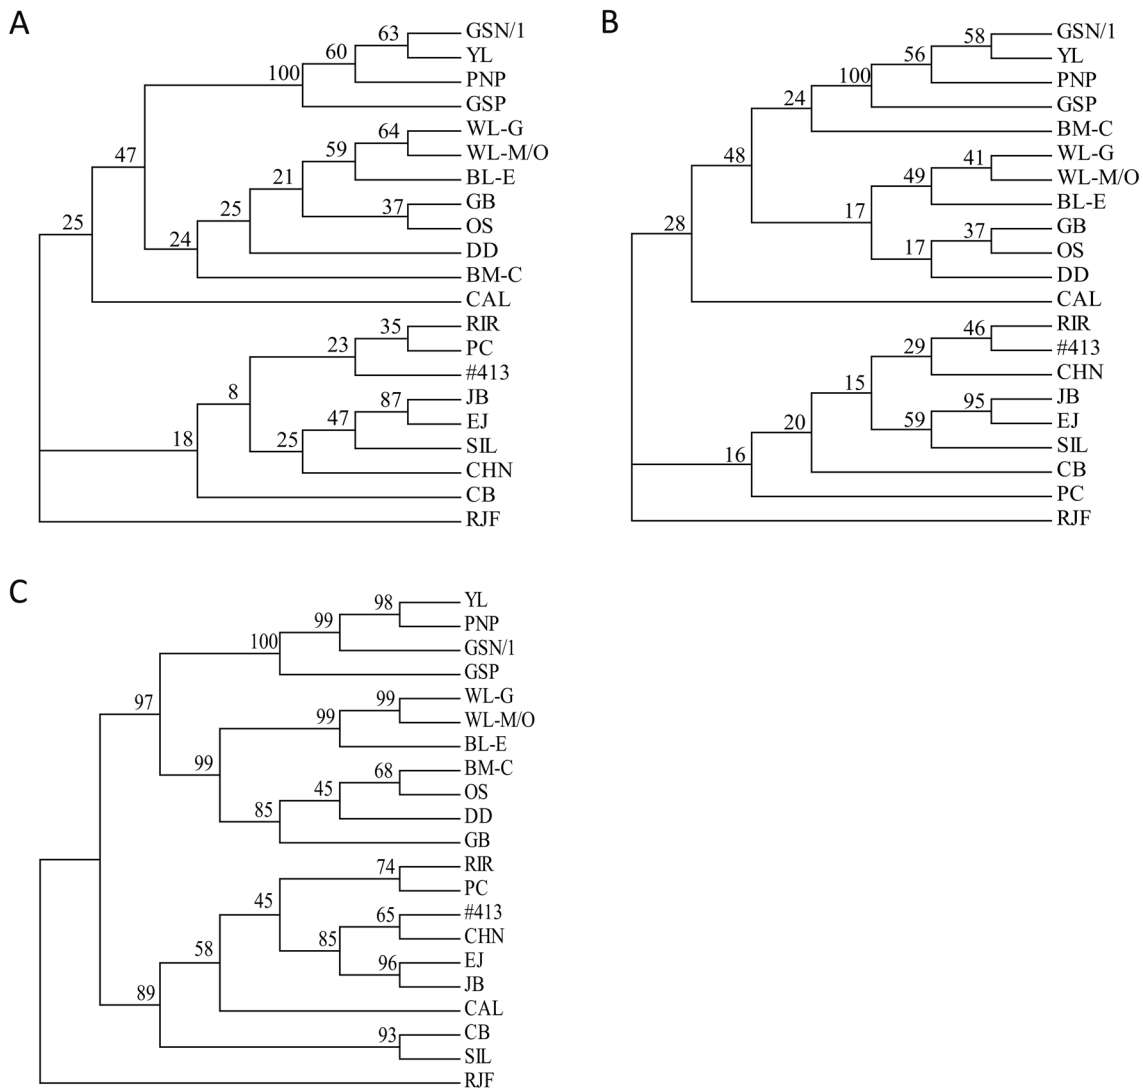 A
63 GSN/1
60 YL
100 PNP
GSP
64 WL-G
47 59 WL-M/O
21 BL-E
25 37 GB
25 24 OS
DD
BM-C
CAL
35 RIR
23 PC
#413
8 87 JB
47 EJ
18 25 SIL
CHN
CB
RJF
B
58 GSN/1
56 YL
100 PNP
24 GSP
BM-C
48 41 WL-G
49 WL-M/O
17 BL-E
28 37 GB
17 OS
DD
CAL
46 RIR
29 #413
15 CHN
95 JB
20 59 EJ
16 SIL
CB
PC
RJF
C
98 YL
99 PNP
100 GSN/1
GSP
97 99 WL-G
99 WL-M/O
99 BL-E
68 BM-C
45 OS
85 DD
GB
74 RIR
45 PC
65 #413
58 85 CHN
96 EJ
89 JB
CAL
93 CB
SIL
RJF